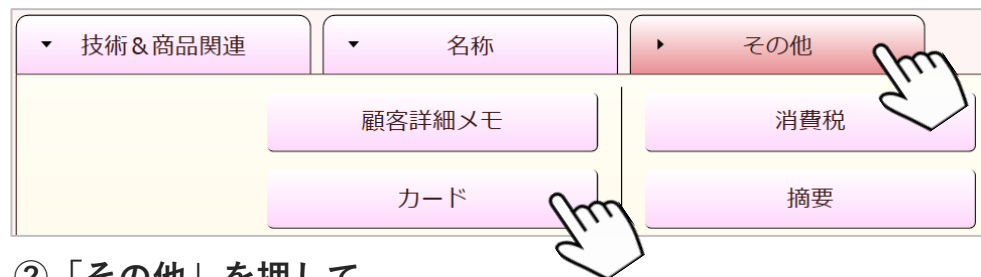 ▼ 技術&商品関連 ▼ 名称 ▶ その他
顧客詳細メモ 消費税
カード 摘要
②「その他」を押して